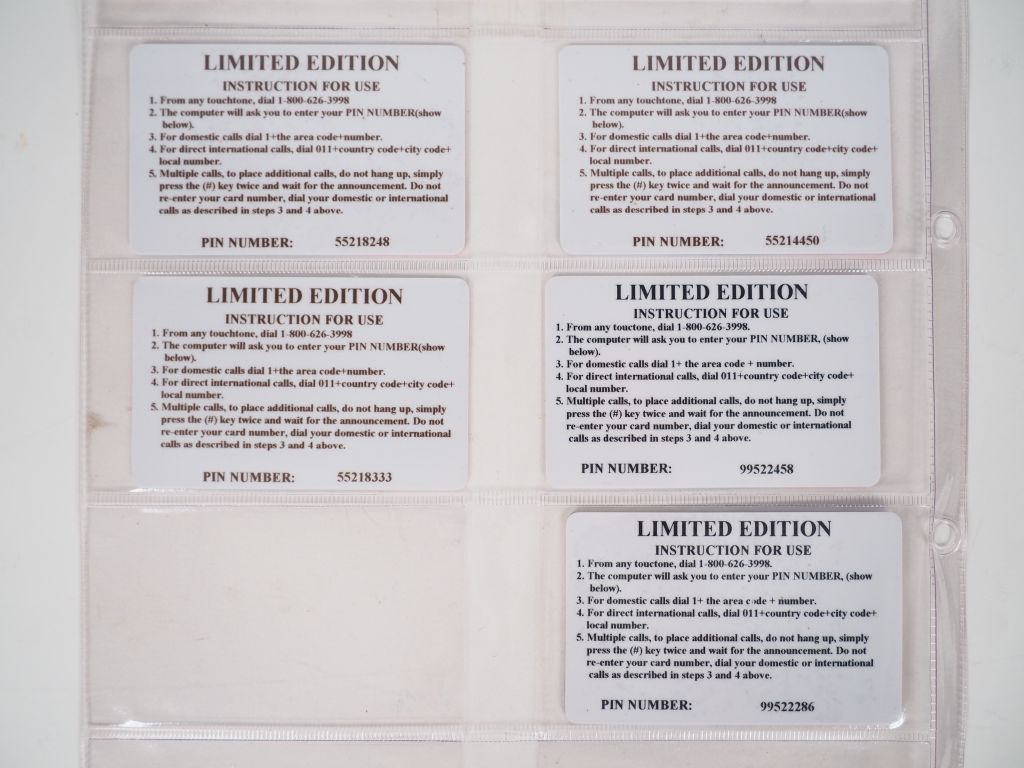 LIMITED EDITION
INSTRUCTION FOR USE
1. From any touchtone, dial 1-800-626-3998
2. The computer will ask you to enter your PIN NUMBER(show
below).
3. For domestic calls dial 1+the area code+number.
4. For direct international calls, dial 011+country code+city code+
local number.
5. Multiple calls, to place additional calls, do not hang up, simply
press the (#) key twice and wait for the announcement. Do not
re-enter your card number, dial your domestic or international
calls as described in steps 3 and 4 above.
PIN NUMBER: 55218248
LIMITED EDITION
INSTRUCTION FOR USE
1. From any touchtone, dial 1-800-626-3998
2. The computer will ask you to enter your PIN NUMBER(show
below).
3. For domestic calls dial 1+the area code+number.
4. For direct international calls, dial 011+country code+city code+
local number.
5. Multiple calls, to place additional calls, do not hang up, simply
press the (#) key twice and wait for the announcement. Do not
re-enter your card number, dial your domestic or international
calls as described in steps 3 and 4 above.
PIN NUMBER: 55214450
LIMITED EDITION
INSTRUCTION FOR USE
1. From any touchtone, dial 1-800-626-3998
2. The computer will ask you to enter your PIN NUMBER(show
below).
3. For domestic calls dial 1+the area code+number.
4. For direct international calls, dial 011+country code+city code+
local number.
5. Multiple calls, to place additional calls, do not hang up, simply
press the (#) key twice and wait for the announcement. Do not
re-enter your card number, dial your domestic or international
calls as described in steps 3 and 4 above.
PIN NUMBER: 55218333
LIMITED EDITION
INSTRUCTION FOR USE
1. From any touctone, dial 1-800-626-3998.
2. The computer will ask you to enter your PIN NUMBER, (show
below).
3. For domestic calls dial 1+ the area code + number.
4. For direct international calls, dial 011+country code+city code+
local number.
5. Multiple calls, to place additional calls, do not hang up, simply
press the (#) key twice and wait for the announcement. Do not
re-enter your card number, dial your domestic or international
calls as described in steps 3 and 4 above.
PIN NUMBER: 99522458
LIMITED EDITION
INSTRUCTION FOR USE
1. From any touctone, dial 1-800-626-3998.
2. The computer will ask you to enter your PIN NUMBER, (show
below).
3. For domestic calls dial 1+ the area code + number.
4. For direct international calls, dial 011+country code+city code+
local number.
5. Multiple calls, to place additional calls, do not hang up, simply
press the (#) key twice and wait for the announcement. Do not
re-enter your card number, dial your domestic or international
calls as described in steps 3 and 4 above.
PIN NUMBER: 99522286